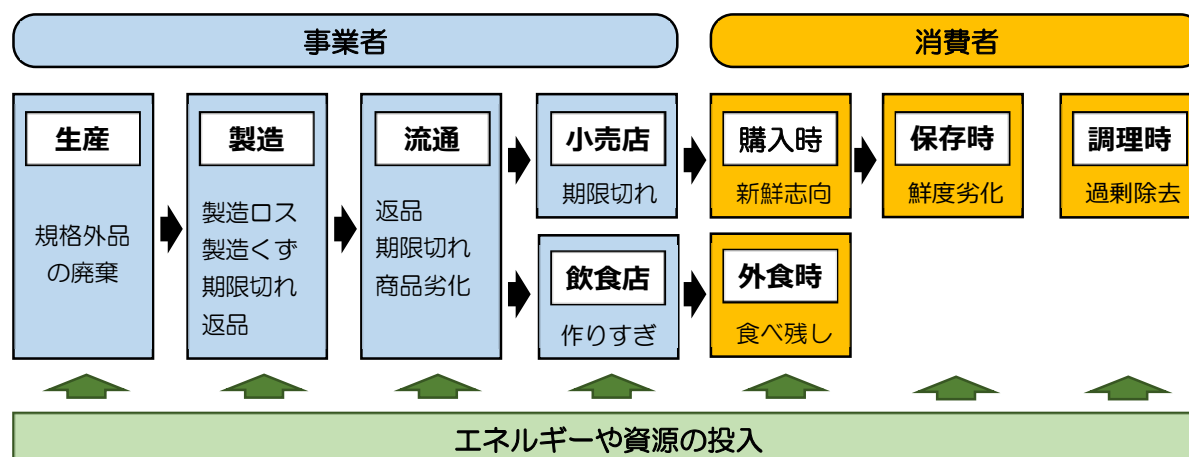 事業者
消費者
生産
規格外品
の廃棄
製造
製造ロス
製造くず
期限切れ
返品
流通
返品
期限切れ
商品劣化
小売店
期限切れ
飲食店
作りすぎ
購入時
新鮮志向
外食時
食べ残し
保存時
鮮度劣化
調理時
過剰除去
エネルギーや資源の投入